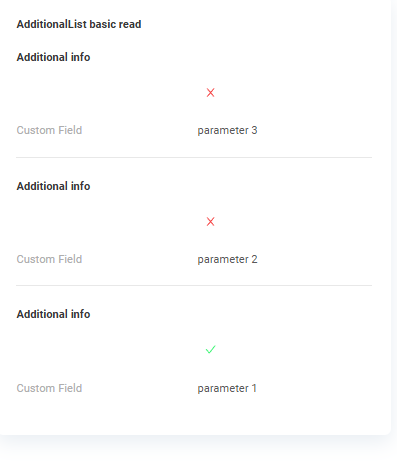 AdditionalList basic read
Additional info
Custom Field parameter 3
Additional info
Custom Field parameter 2
Additional info
Custom Field parameter 1